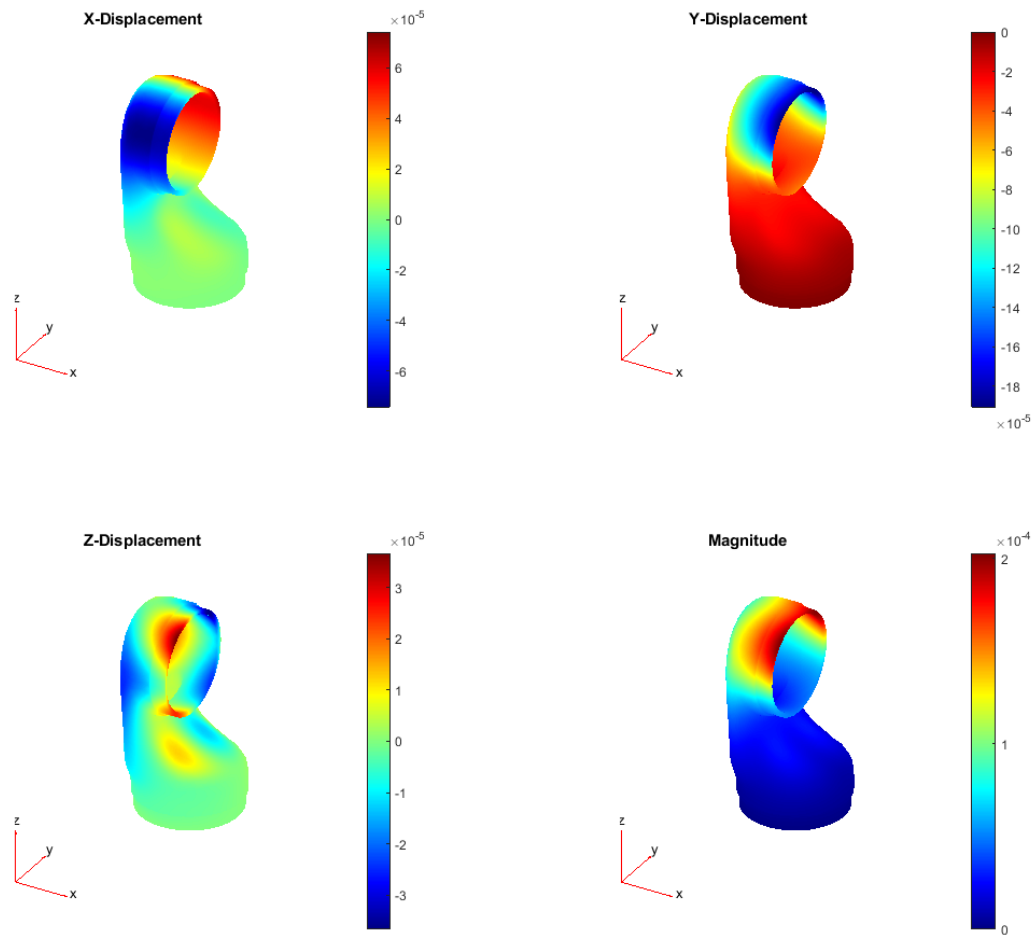 X-Displacement
×10-5
6
4
2
0
-2
-4
-6
z
y
x
Y-Displacement
0
-2
-4
-6
-8
-10
-12
-14
-16
-18
×10-5
z
y
x
Z-Displacement
×10-5
3
2
1
0
-1
-2
-3
z
y
x
Magnitude
×10-4
2
1
0
z
y
x